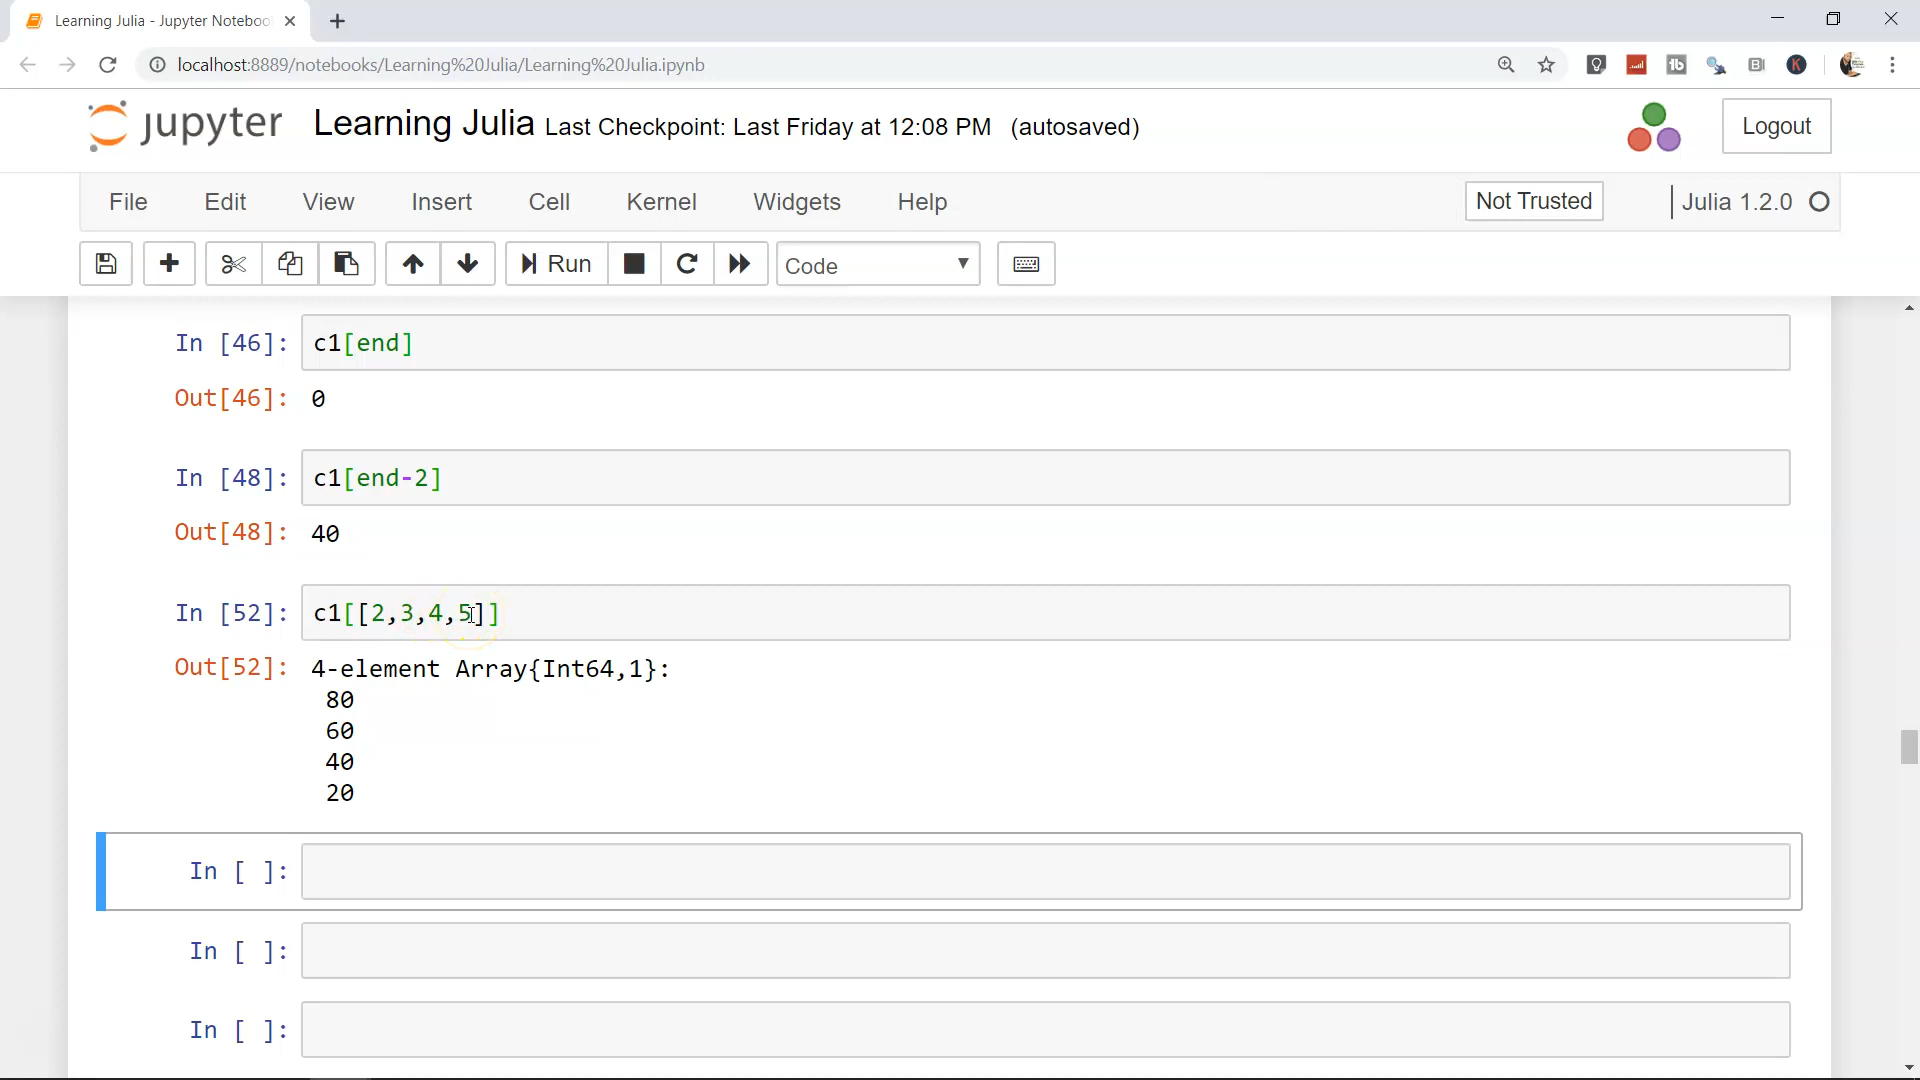 Learning Julia - Jupyter Noteboo
localhost:8889/notebooks/Learning%20Julia/Learning%20Julia.ipynb
jupyter Learning Julia Last Checkpoint: Last Friday at 12:08 PM (autosaved)
Logout
File Edit View Insert Cell Kernel Widgets Help
Not Trusted
Julia 1.2.0
Run
Code
In [46]: c1[end]
Out[46]: 0
In [48]: c1[end-2]
Out[48]: 40
In [52]: c1[[2,3,4,5]]
Out[52]: 4-element Array{Int64,1}:
80
60
40
20
In [ ]:
In [ ]:
In [ ]: